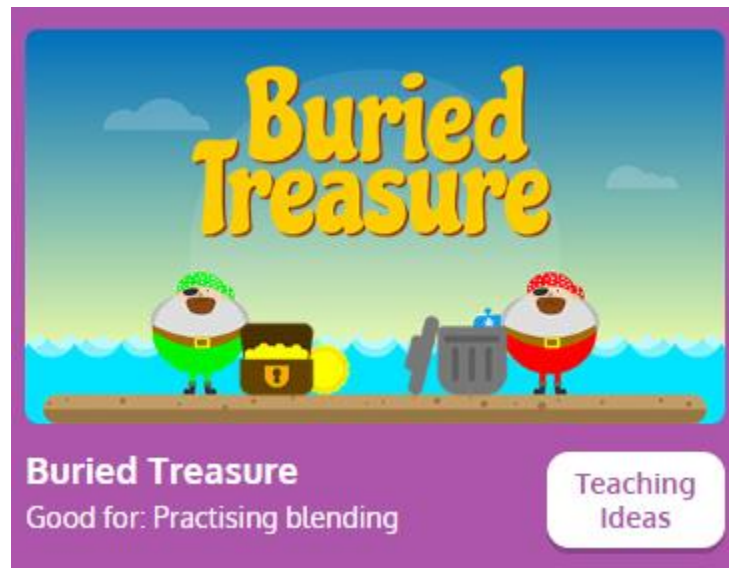 Buried
Treasure
Buried Treasure
Good for: Practising blending
Teaching
Ideas